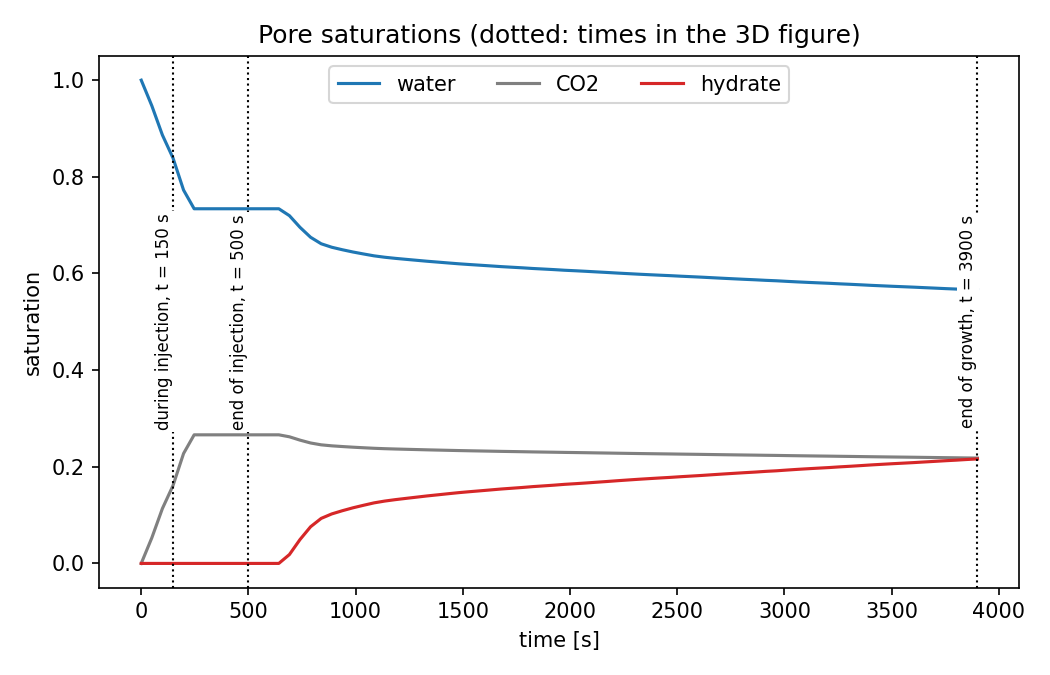 Pore saturations (dotted: times in the 3D figure)
water
CO2
hydrate
saturation
1.0
0.8
0.6
0.4
0.2
0.0
during injection, t = 150 s
end of injection, t = 500 s
end of growth, t = 3900 s
0
500
1000
1500
2000
2500
3000
3500
4000
time [s]